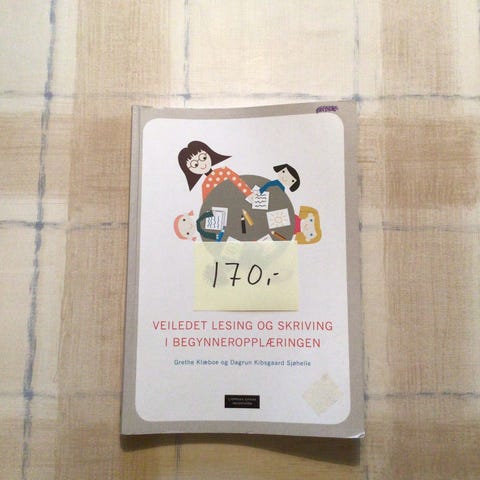 170,-
VEILEDET LESING OG SKRIVING
I BEGYNNEROPPLÆRINGEN
Grethe Klæboe og Dagrun Kibsgaard Sjøhelle